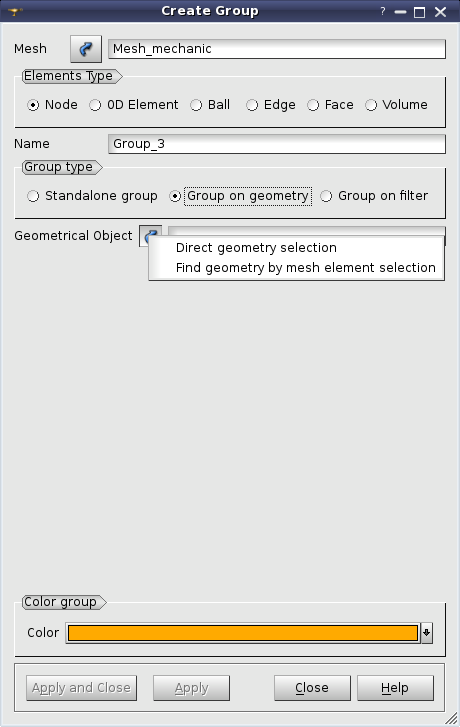 Create Group ?
Mesh Mesh_mechanic
Elements Type
Node 0D Element Ball Edge Face Volume
Name Group_3
Group type
Standalone group Group on geometry Group on filter
Geometrical Object
Direct geometry selection
Find geometry by mesh element selection
Color group
Color
Apply and Close Apply Close Help